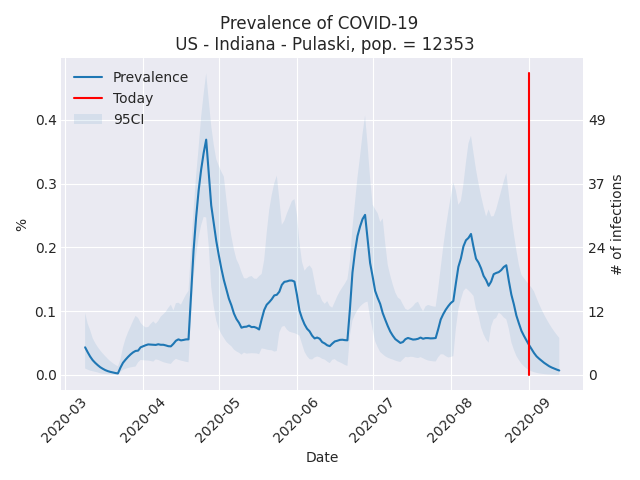 Prevalence of COVID-19
US - Indiana - Pulaski, pop. = 12353
Prevalence
Today
95CI
%
0.4
0.3
0.2
0.1
0.0
49
37
24
12
0
# of infections
2020-03
2020-04
2020-05
2020-06
2020-07
2020-08
2020-09
Date